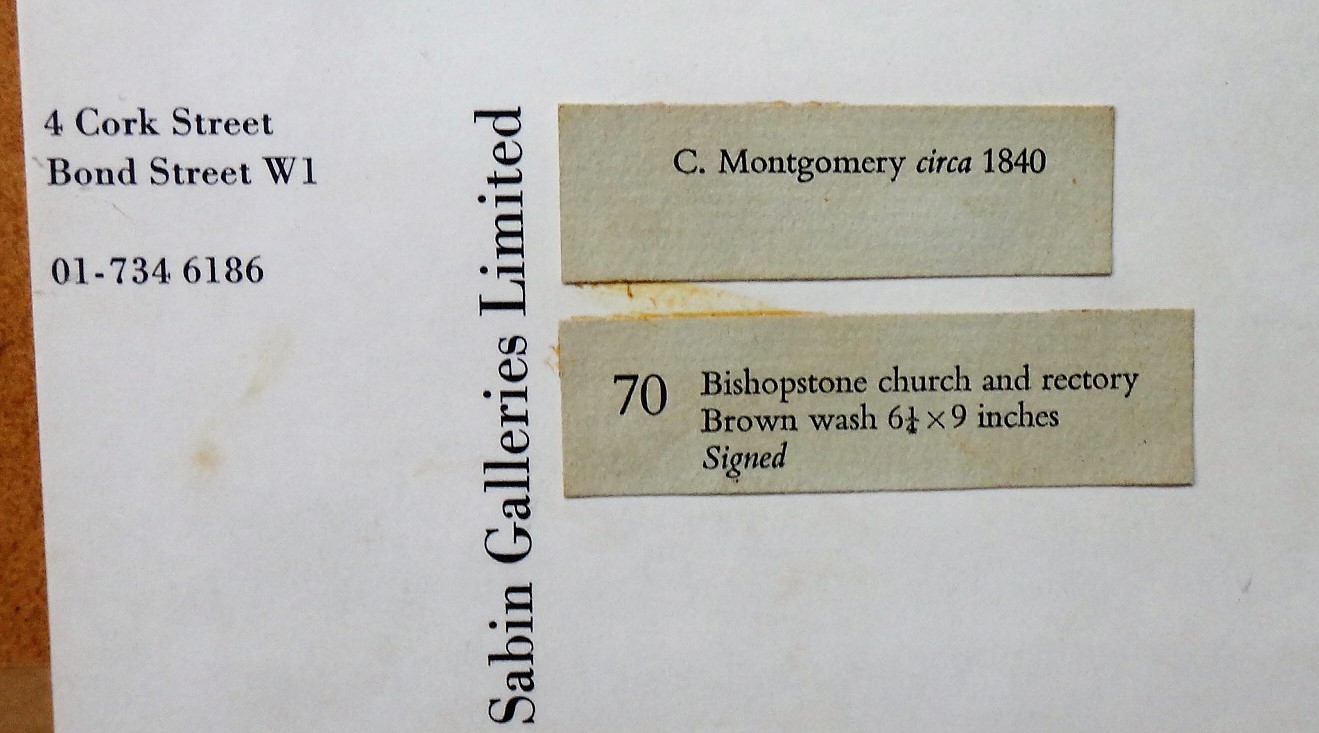 4 Cork Street
Bond Street W1
01-734 6186
Sabin Galleries Limited
C. Montgomery circa 1840
70 Bishopstone church and rectory
Brown wash 6¼ × 9 inches
Signed